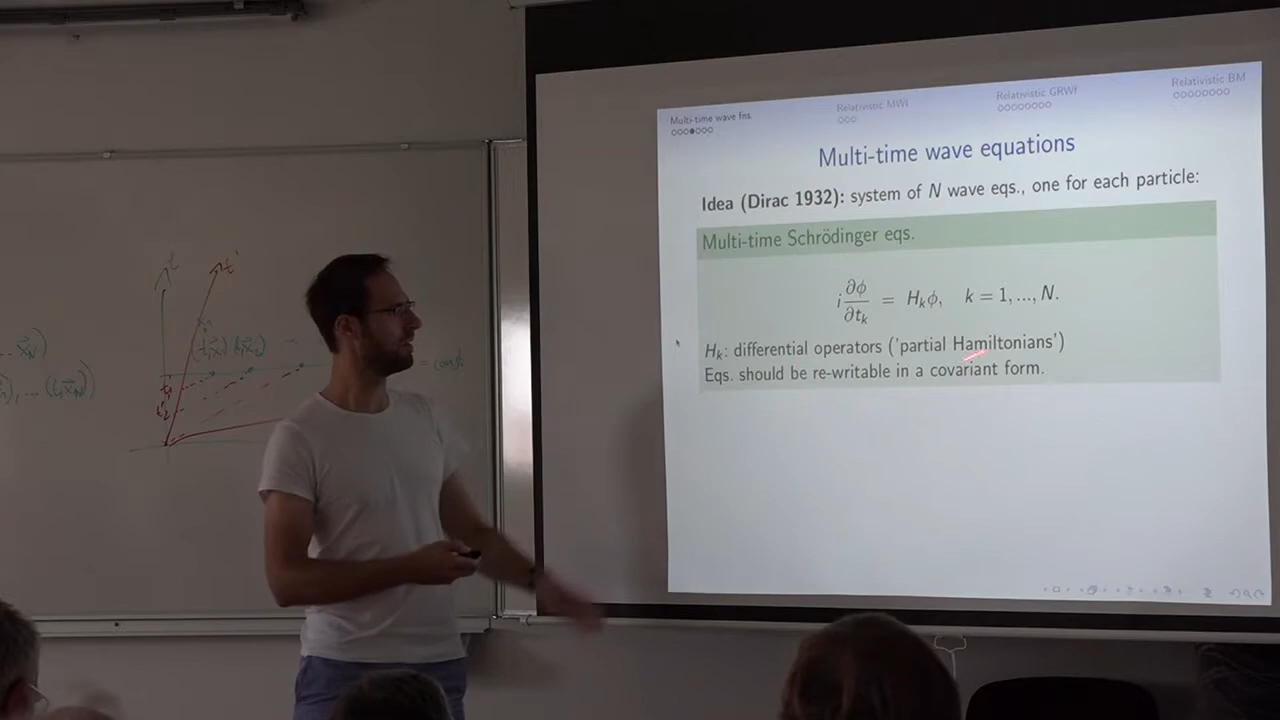 Multi-time wave fns.
Relativistic MWI
Relativistic GRWf
Relativistic BM
Multi-time wave equations
Idea (Dirac 1932): system of N wave eqs., one for each particle:
Multi-time Schrödinger eqs.
i ∂ϕ/∂t_k = H_kϕ, k = 1, ..., N.
H_k: differential operators ('partial Hamiltonians')
Eqs. should be re-writable in a covariant form.
t
t'